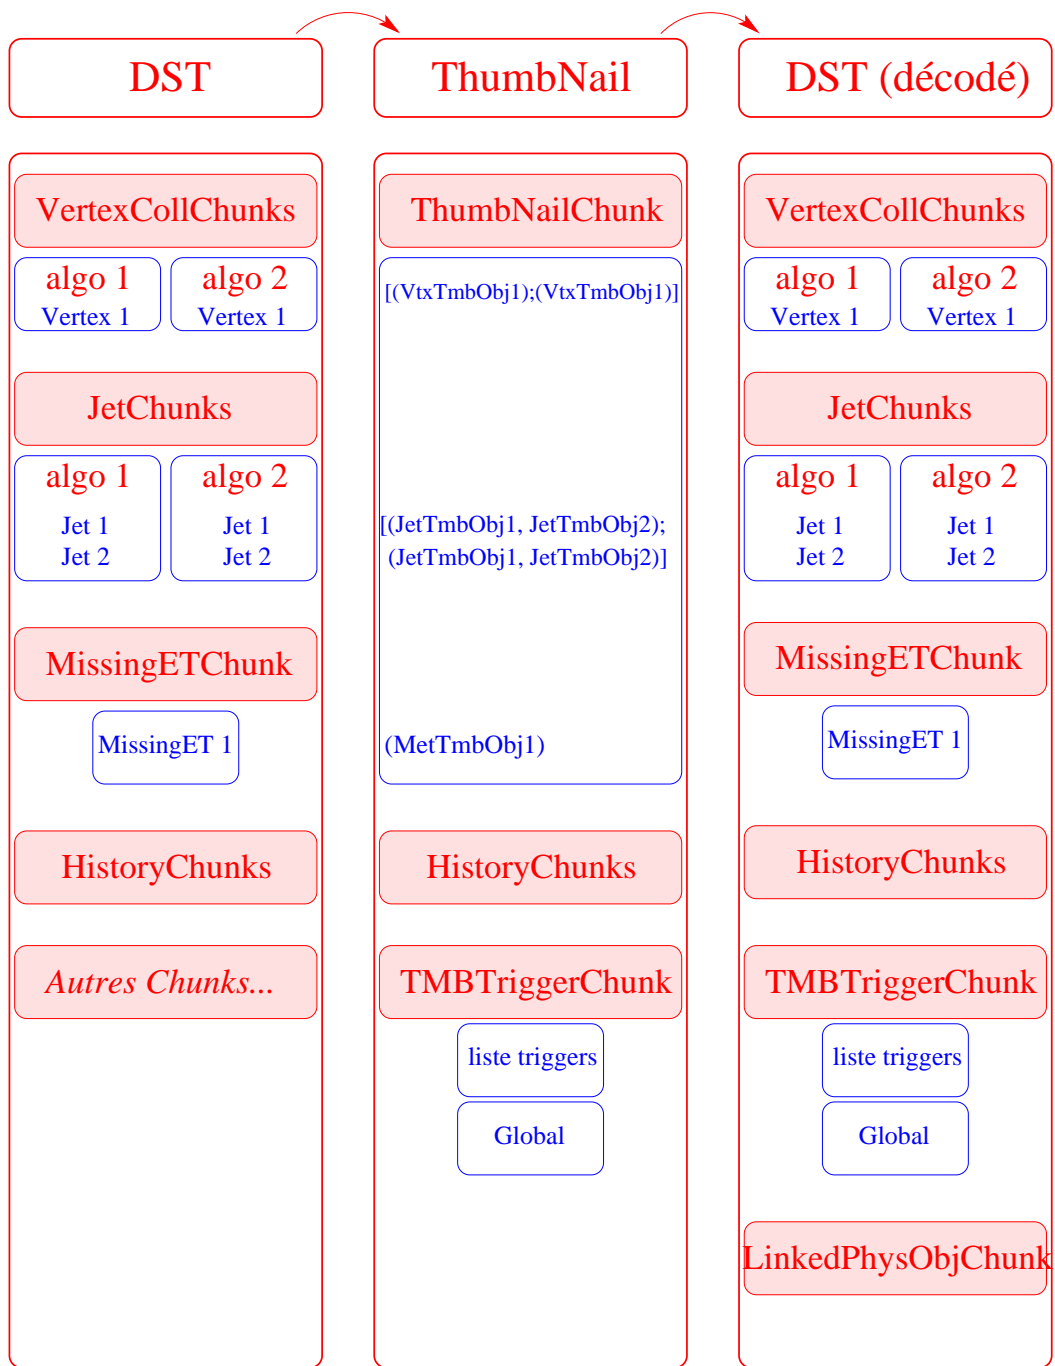 DST
ThumbNail
DST (décodé)
VertexCollChunks
algo 1
Vertex 1
algo 2
Vertex 1
JetChunks
algo 1
Jet 1
Jet 2
algo 2
Jet 1
Jet 2
MissingETChunk
MissingET 1
HistoryChunks
Autres Chunks...
ThumbNailChunk
[(VtxTmbObj1);(VtxTmbObj1)]
[(JetTmbObj1, JetTmbObj2);
(JetTmbObj1, JetTmbObj2)]
(MetTmbObj1)
HistoryChunks
TMBTriggerChunk
liste triggers
Global
VertexCollChunks
algo 1
Vertex 1
algo 2
Vertex 1
JetChunks
algo 1
Jet 1
Jet 2
algo 2
Jet 1
Jet 2
MissingETChunk
MissingET 1
HistoryChunks
TMBTriggerChunk
liste triggers
Global
LinkedPhysObjChunk